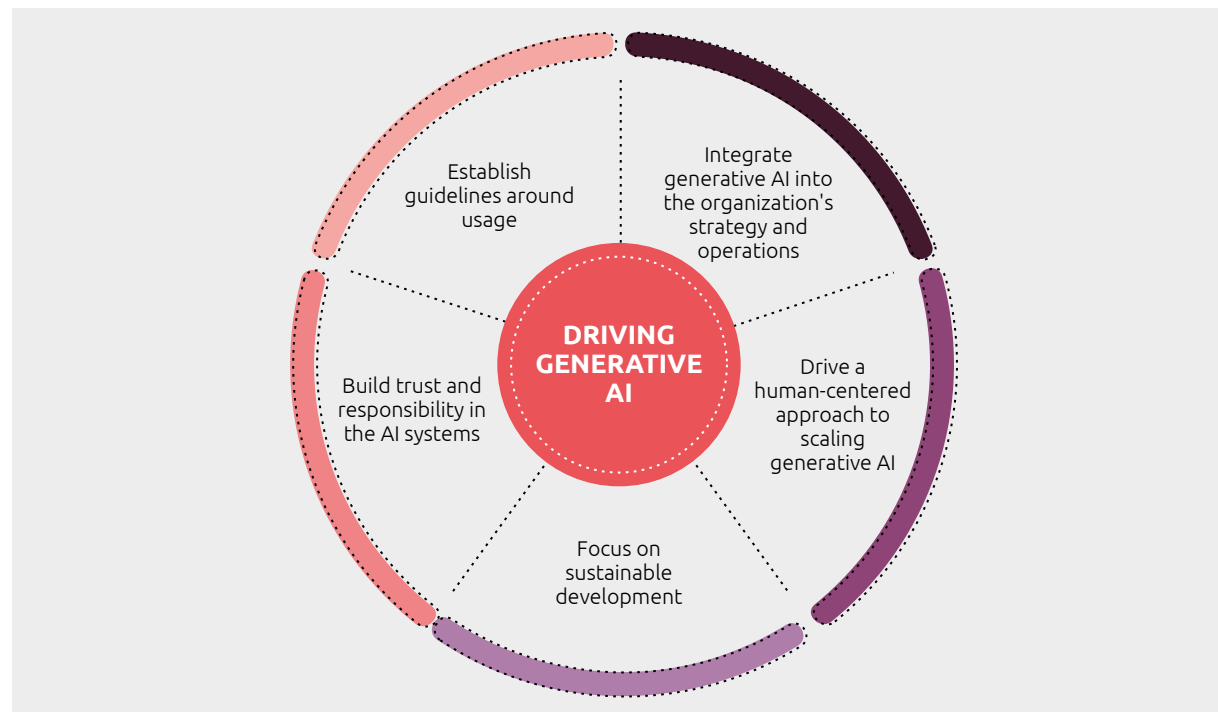 Establish
guidelines around
usage
Integrate
generative AI into
the organization's
strategy and
operations
DRIVING
GENERATIVE
AI
Build trust and
responsibility in
the AI systems
Drive a
human-centered
approach to
scaling
generative AI
Focus on
sustainable
development